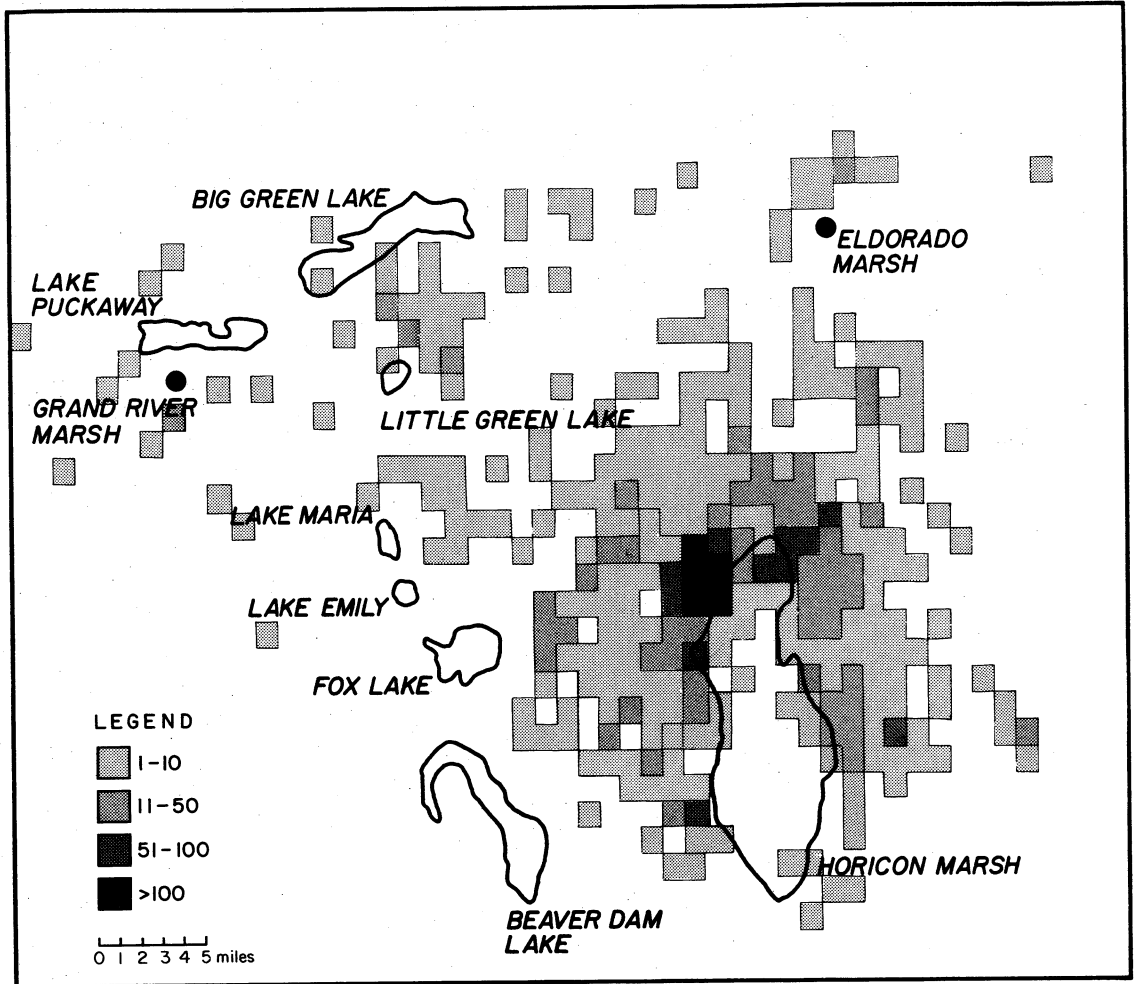 BIG GREEN LAKE
ELDORADO
MARSH
LAKE
PUCKAWAY
GRAND RIVER
MARSH
LITTLE GREEN LAKE
LAKE MARIA
LAKE EMILY
FOX LAKE
LEGEND
1-10
11-50
51-100
>100
HORICON MARSH
BEAVER DAM
LAKE
0 1 2 3 4 5 miles